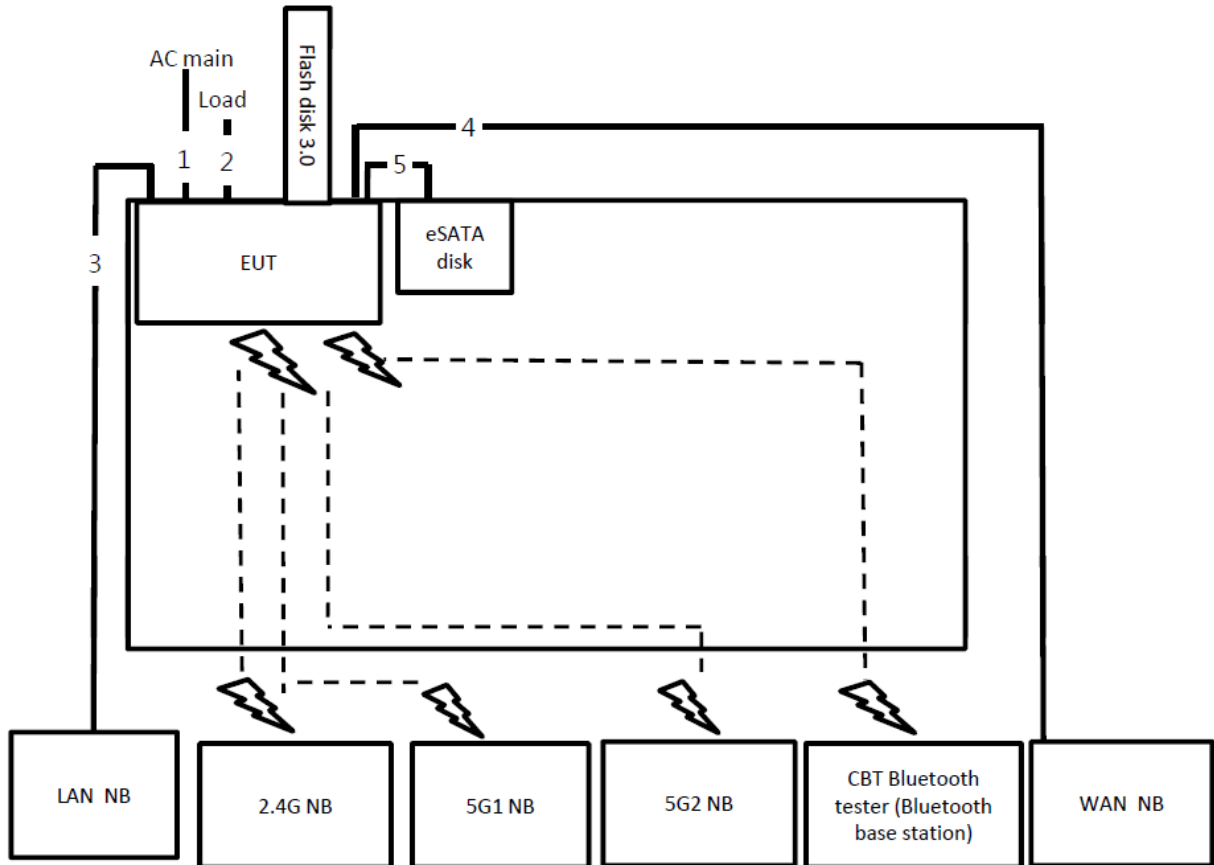 AC main
Load
Flash disk 3.0
4
1
2
5
3
EUT
eSATA
disk
LAN NB
2.4G NB
5G1 NB
5G2 NB
CBT Bluetooth
tester (Bluetooth
base station)
WAN NB